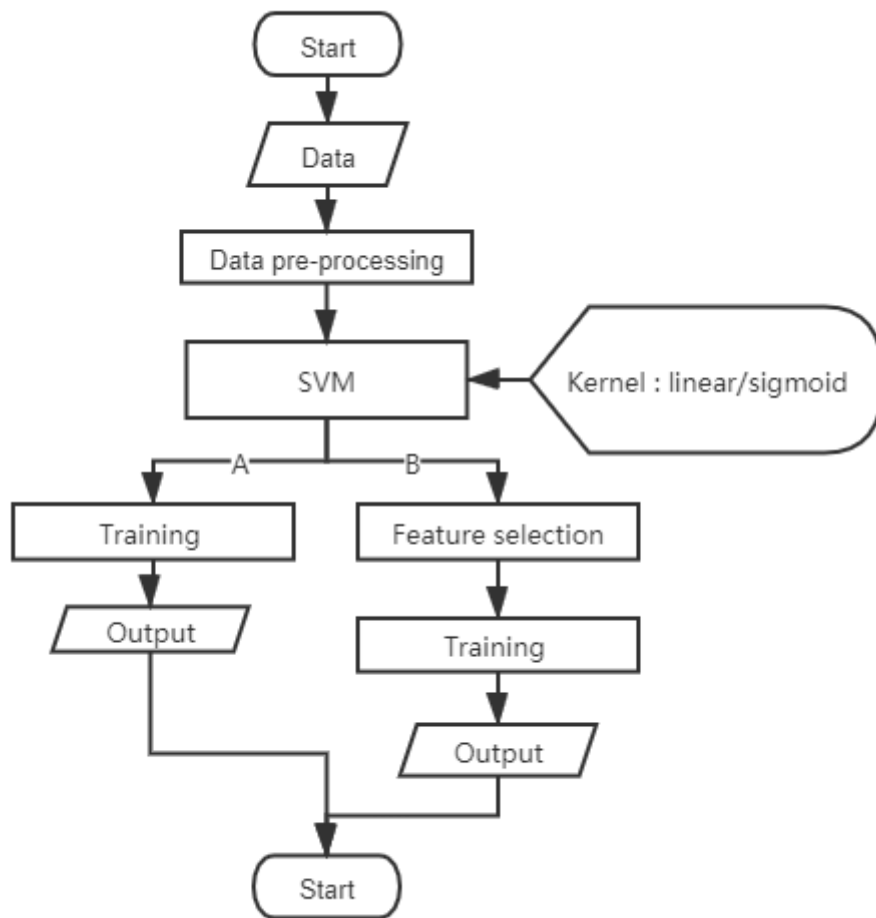 Start
Data
Data pre-processing
SVM
Kernel : linear/sigmoid
A
B
Training
Feature selection
Output
Training
Output
Start